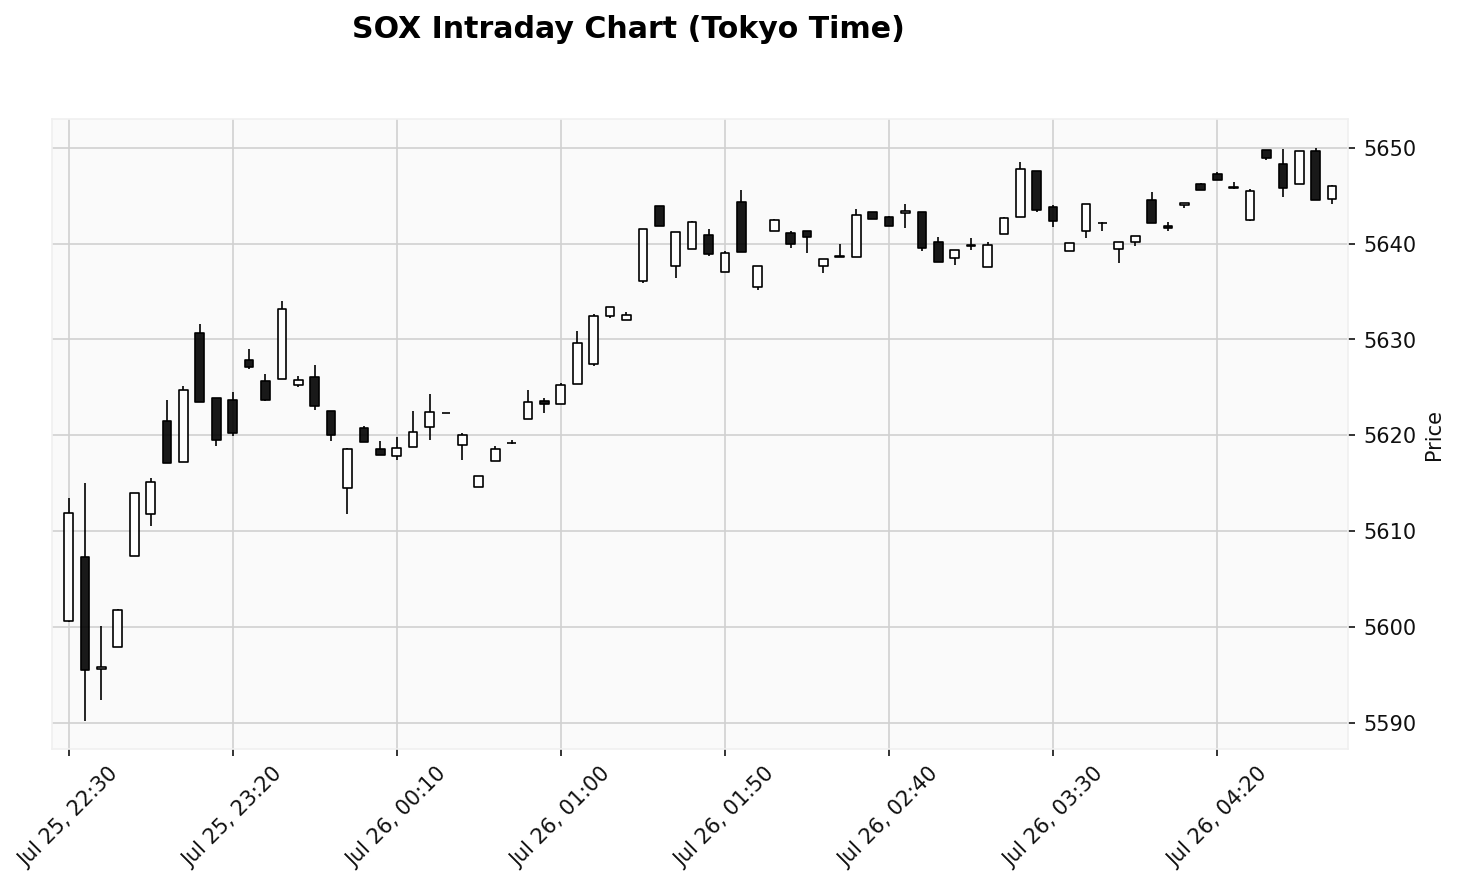 SOX Intraday Chart (Tokyo Time)
5650
5640
5630
5620
5610
5600
5590
Price
Jul 25, 22:30
Jul 25, 23:20
Jul 26, 00:10
Jul 26, 01:00
Jul 26, 01:50
Jul 26, 02:40
Jul 26, 03:30
Jul 26, 04:20